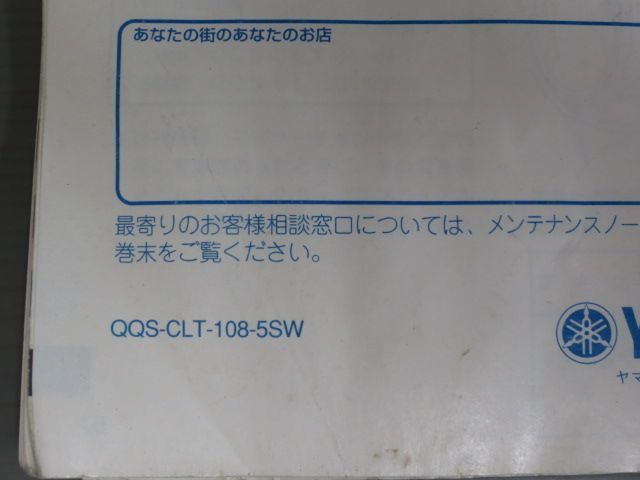 あなたの街のあなたのお店
最寄りのお客様相談窓口については、メンテナンスノー
巻末をご覧ください。
QQS-CLT-108-5SW
Y
ヤマ